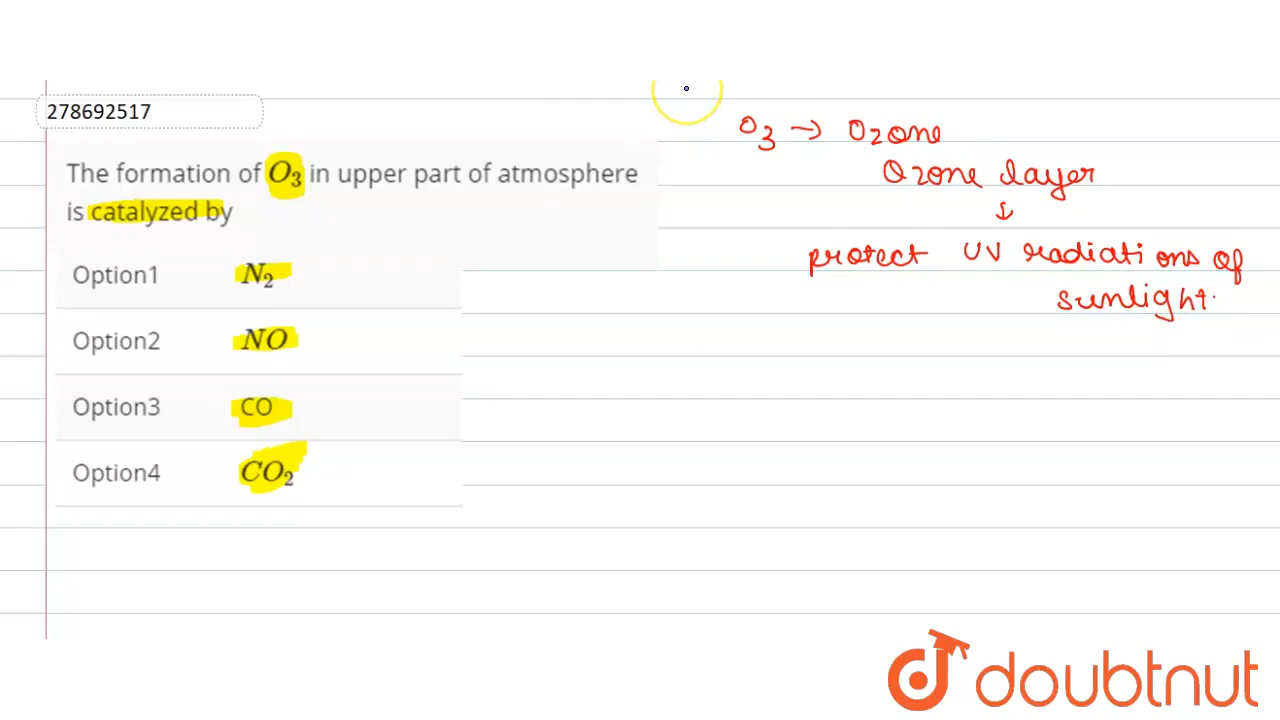 278692517
The formation of O₃ in upper part of atmosphere
is catalyzed by
Option1 N₂
Option2 NO
Option3 CO
Option4 CO₂
O₃ → Ozone
Ozone layer
↓
protect UV radiations of
sunlight.
doubtnut